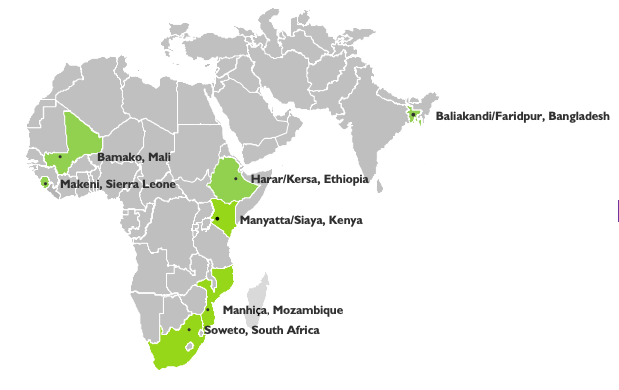 Baliakandi/Faridpur, Bangladesh
Bamako, Mali
Harar/Kersa, Ethiopia
Makeni, Sierra Leone
Manyatta/Siaya, Kenya
Manhiça, Mozambique
Soweto, South Africa